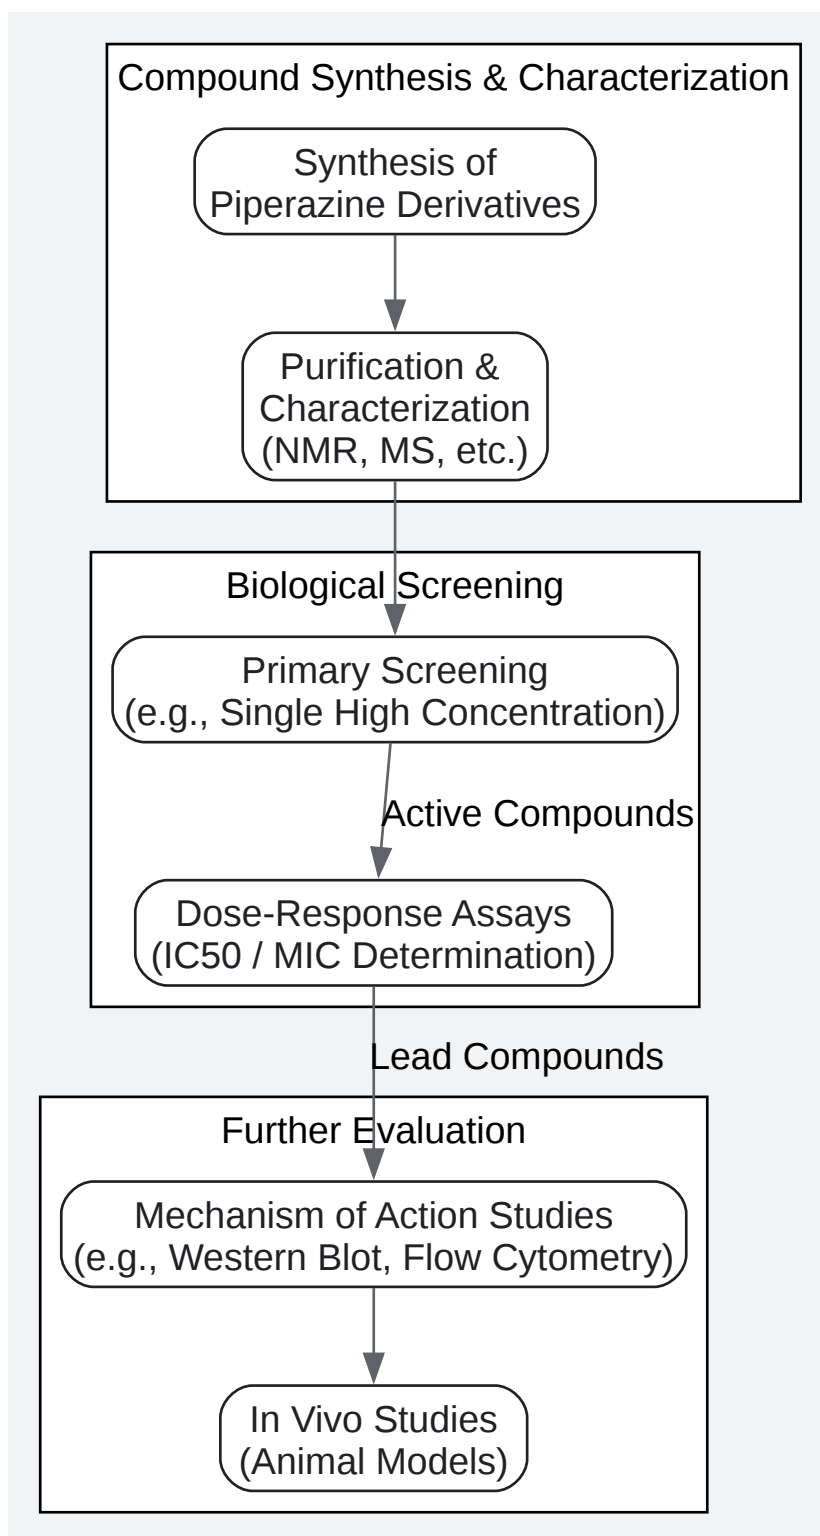 Compound Synthesis & Characterization
Synthesis of
Piperazine Derivatives
Purification &
Characterization
(NMR, MS, etc.)
Biological Screening
Primary Screening
(e.g., Single High Concentration)
Active Compounds
Dose-Response Assays
(IC50 / MIC Determination)
Lead Compounds
Further Evaluation
Mechanism of Action Studies
(e.g., Western Blot, Flow Cytometry)
In Vivo Studies
(Animal Models)